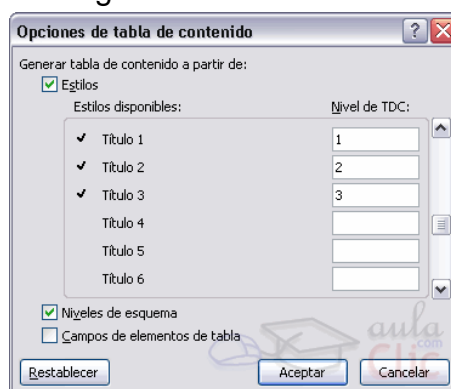 Opciones de tabla de contenido
Generar tabla de contenido a partir de:
Estilos
Estilos disponibles: Nivel de TDC:
Título 1 1
Título 2 2
Título 3 3
Título 4
Título 5
Título 6
Niveles de esquema
Campos de elementos de tabla
aula
Clic
.com
Restablecer Aceptar Cancelar